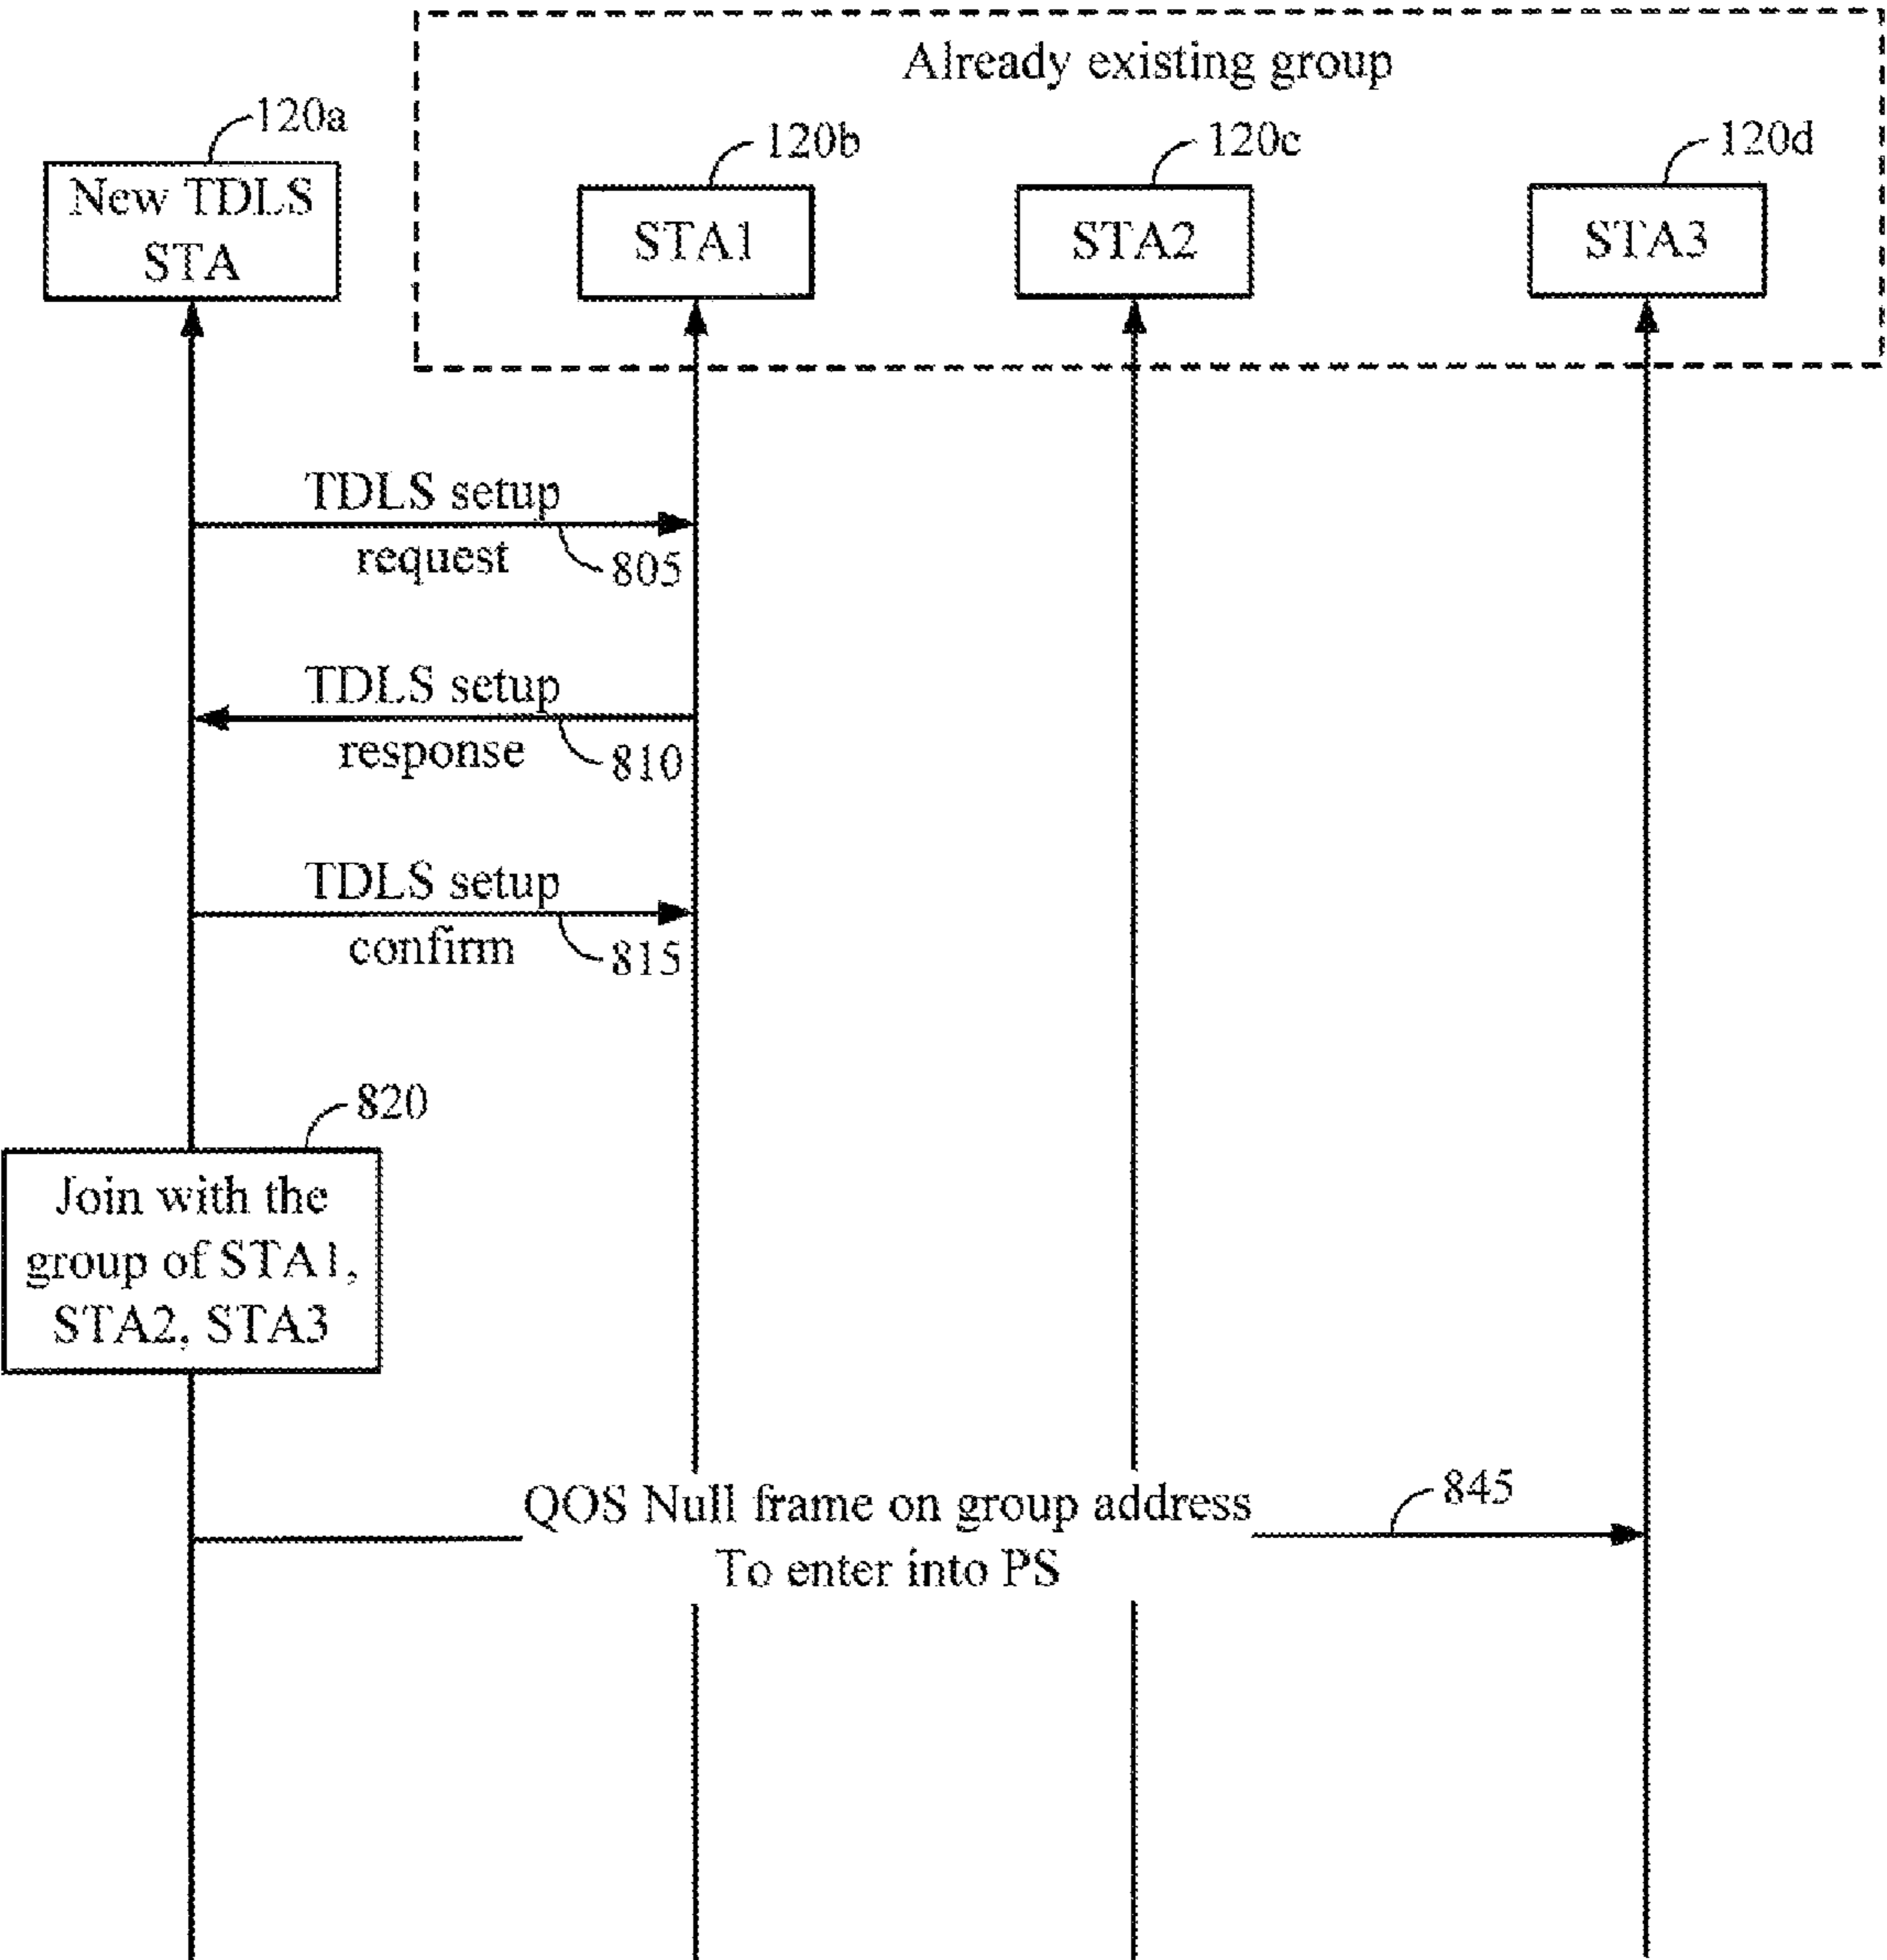 Already existing group
120a
120b
120c
120d
New TDLS
STA
STA1
STA2
STA3
TDLS setup
request
805
TDLS setup
response
810
TDLS setup
confirm
815
820
Join with the
group of STA1,
STA2, STA3
845
QOS Null frame on group address
To enter into PS